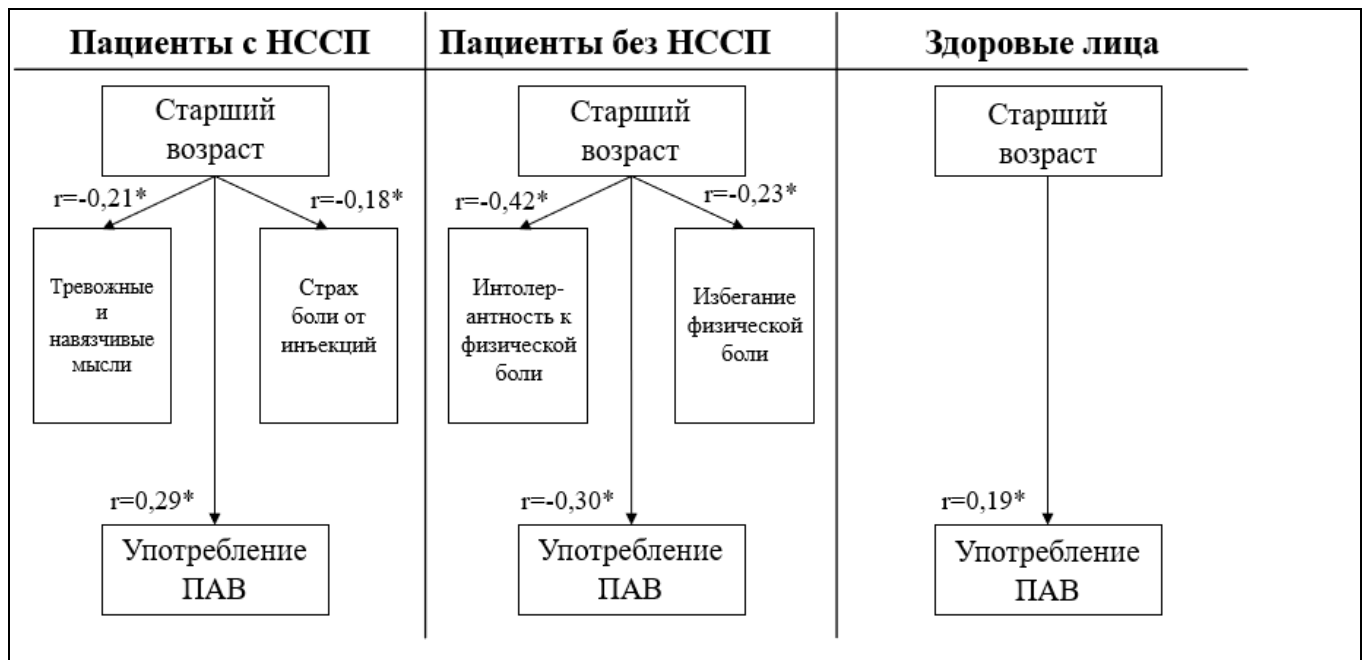 Пациенты с НССП
Старший
возраст
r=-0,21*
r=-0,18*
Тревожные
и
навязчивые
мысли
Страх
боли от
инъекций
r=0,29*
Употребление
ПАВ
Пациенты без НССП
Старший
возраст
r=-0,42*
r=-0,23*
Интолер-
антность к
физической
боли
Избегание
физической
боли
r=-0,30*
Употребление
ПАВ
Здоровые лица
Старший
возраст
r=0,19*
Употребление
ПАВ